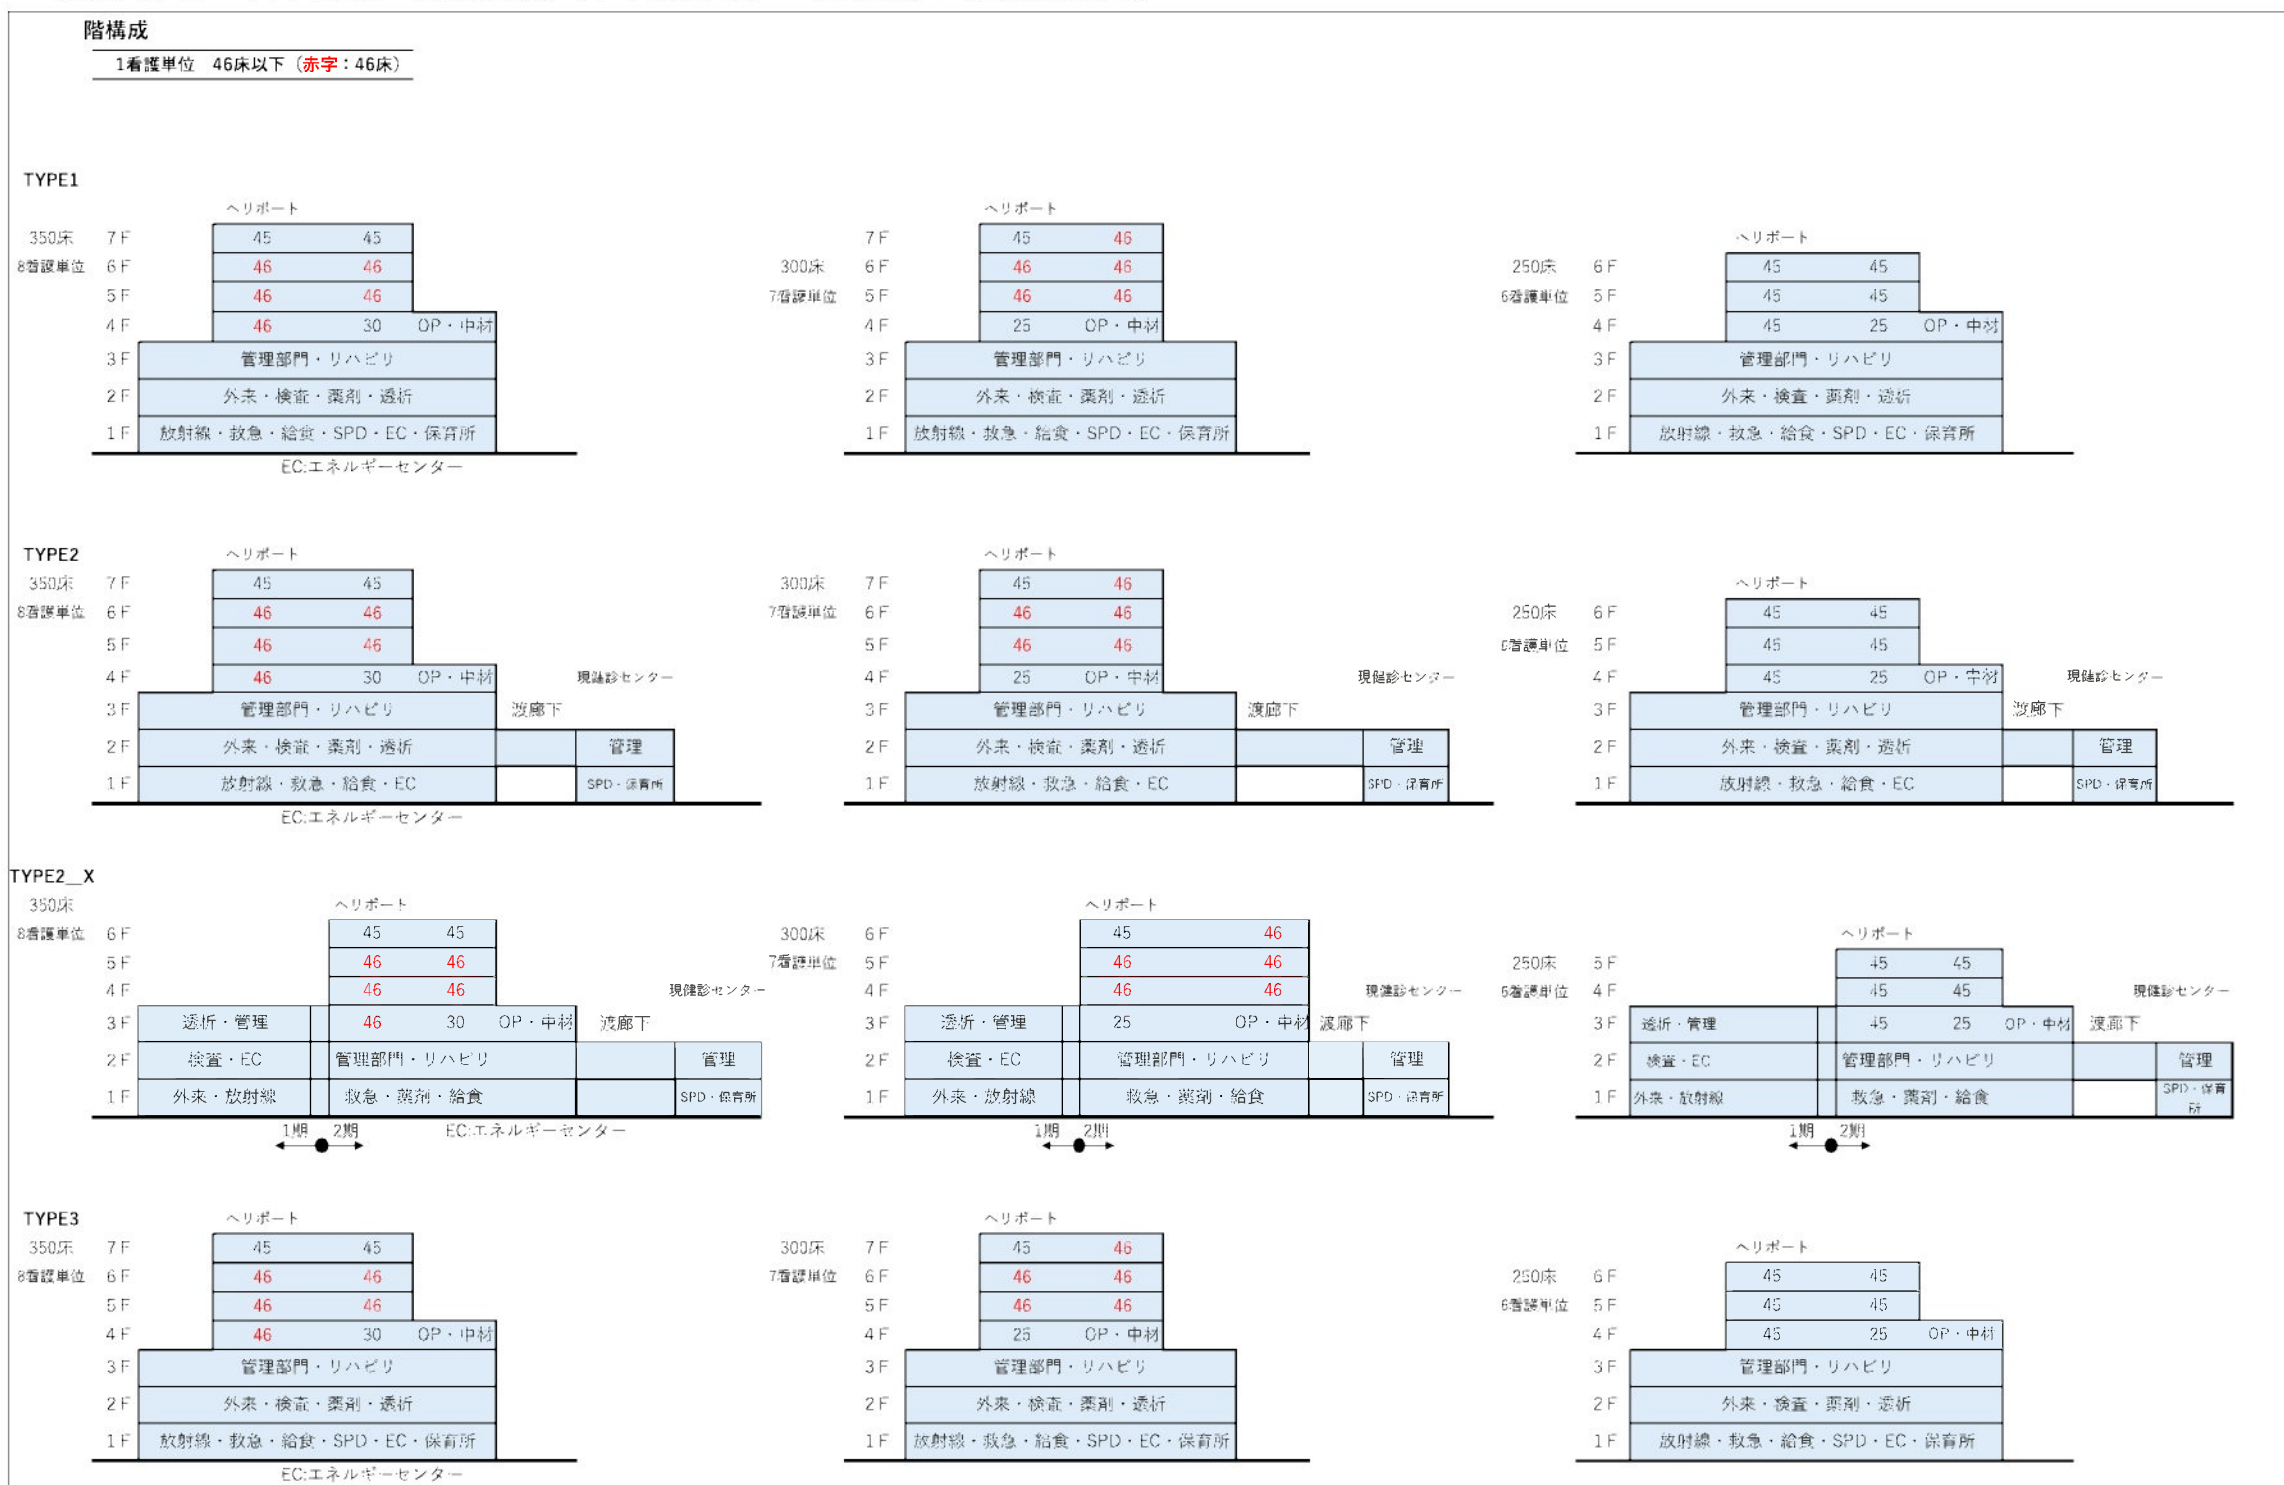 階構成
1看護単位 46床以下（赤字：46床）
TYPE1
ヘリポート ヘリポート
350床 7F 45 45 7F 45 46 ヘリポート
8看護単位 6F 46 46 300床 6F 46 46 250床 6F 45 45
5F 46 46 7看護単位 5F 46 46 6看護単位 5F 45 45
4F 46 30 OP・中材 4F 25 OP・中材 4F 45 25 OP・中材
3F 管理部門・リハビリ 3F 管理部門・リハビリ 3F 管理部門・リハビリ
2F 外来・検査・薬剤・透析 2F 外来・検査・薬剤・透析 2F 外来・検査・薬剤・透析
1F 放射線・救急・給食・SPD・EC・保育所 1F 放射線・救急・給食・SPD・EC・保育所 1F 放射線・救急・給食・SPD・EC・保育所
EC:エネルギーセンター
TYPE2 ヘリポート ヘリポート
350床 7F 45 45 300床 7F 45 46 ヘリポート
8看護単位 6F 46 46 7看護単位 6F 46 46 250床 6F 45 45
5F 46 46 5F 46 46 6看護単位 5F 45 45
4F 46 30 OP・中材 現健診センター 4F 25 OP・中材 現健診センター 4F 45 25 OP・中材 現健診センター
3F 管理部門・リハビリ 渡廊下 3F 管理部門・リハビリ 渡廊下 3F 管理部門・リハビリ 渡廊下
2F 外来・検査・薬剤・透析 管理 2F 外来・検査・薬剤・透析 管理 2F 外来・検査・薬剤・透析 管理
1F 放射線・救急・給食・EC SPD・保育所 1F 放射線・救急・給食・EC SPD・保育所 1F 放射線・救急・給食・EC SPD・保育所
EC:エネルギーセンター
TYPE2__X
350床 ヘリポート ヘリポート
8看護単位 6F 45 45 300床 6F 45 46 ヘリポート
5F 46 46 7看護単位 5F 46 46 250床 5F 45 45
4F 46 46 現健診センター 4F 46 46 現健診センター 6看護単位 4F 45 45 現健診センター
3F 透析・管理 46 30 OP・中材 渡廊下 3F 透析・管理 25 OP・中材 渡廊下 3F 透析・管理 45 25 OP・中材 渡廊下
2F 検査・EC 管理部門・リハビリ 管理 2F 検査・EC 管理部門・リハビリ 管理 2F 検査・EC 管理部門・リハビリ 管理
1F 外来・放射線 救急・薬剤・給食 SPD・保育所 1F 外来・放射線 救急・薬剤・給食 SPD・保育所 1F 外来・放射線 救急・薬剤・給食 SPD・保育所
1期 2期 EC:エネルギーセンター 1期 2期 1期 2期
TYPE3 ヘリポート ヘリポート
350床 7F 45 45 300床 7F 45 46 ヘリポート
8看護単位 6F 46 46 7看護単位 6F 46 46 250床 6F 45 45
5F 46 46 5F 46 46 6看護単位 5F 45 45
4F 46 30 OP・中材 4F 25 OP・中材 4F 45 25 OP・中材
3F 管理部門・リハビリ 3F 管理部門・リハビリ 3F 管理部門・リハビリ
2F 外来・検査・薬剤・透析 2F 外来・検査・薬剤・透析 2F 外来・検査・薬剤・透析
1F 放射線・救急・給食・SPD・EC・保育所 1F 放射線・救急・給食・SPD・EC・保育所 1F 放射線・救急・給食・SPD・EC・保育所
EC:エネルギーセンター